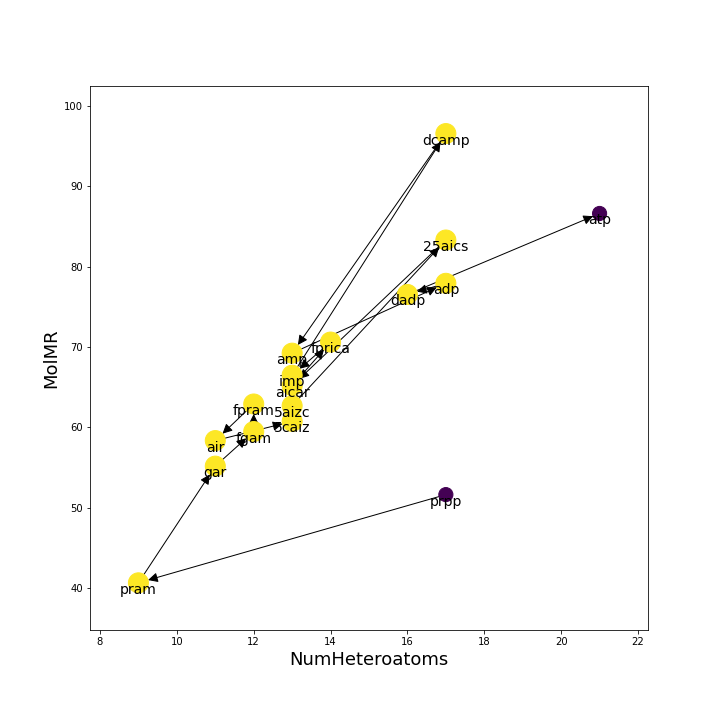 100
90
80
70
60
50
40
MolMR
dcamp
atp
25aics
adp
dadp
fprica
amp
imp
aicar
fpram
5aizc
5caiz
fgam
air
gar
prpp
pram
8
10
12
14
16
18
20
22
NumHeteroatoms